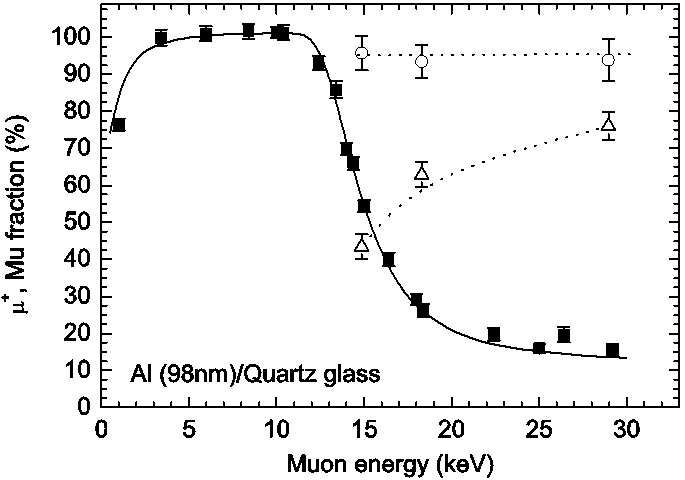 100
90
80
70
60
50
40
30
20
10
0
μ⁺, Mu fraction (%)
Al (98nm)/Quartz glass
0 5 10 15 20 25 30
Muon energy (keV)